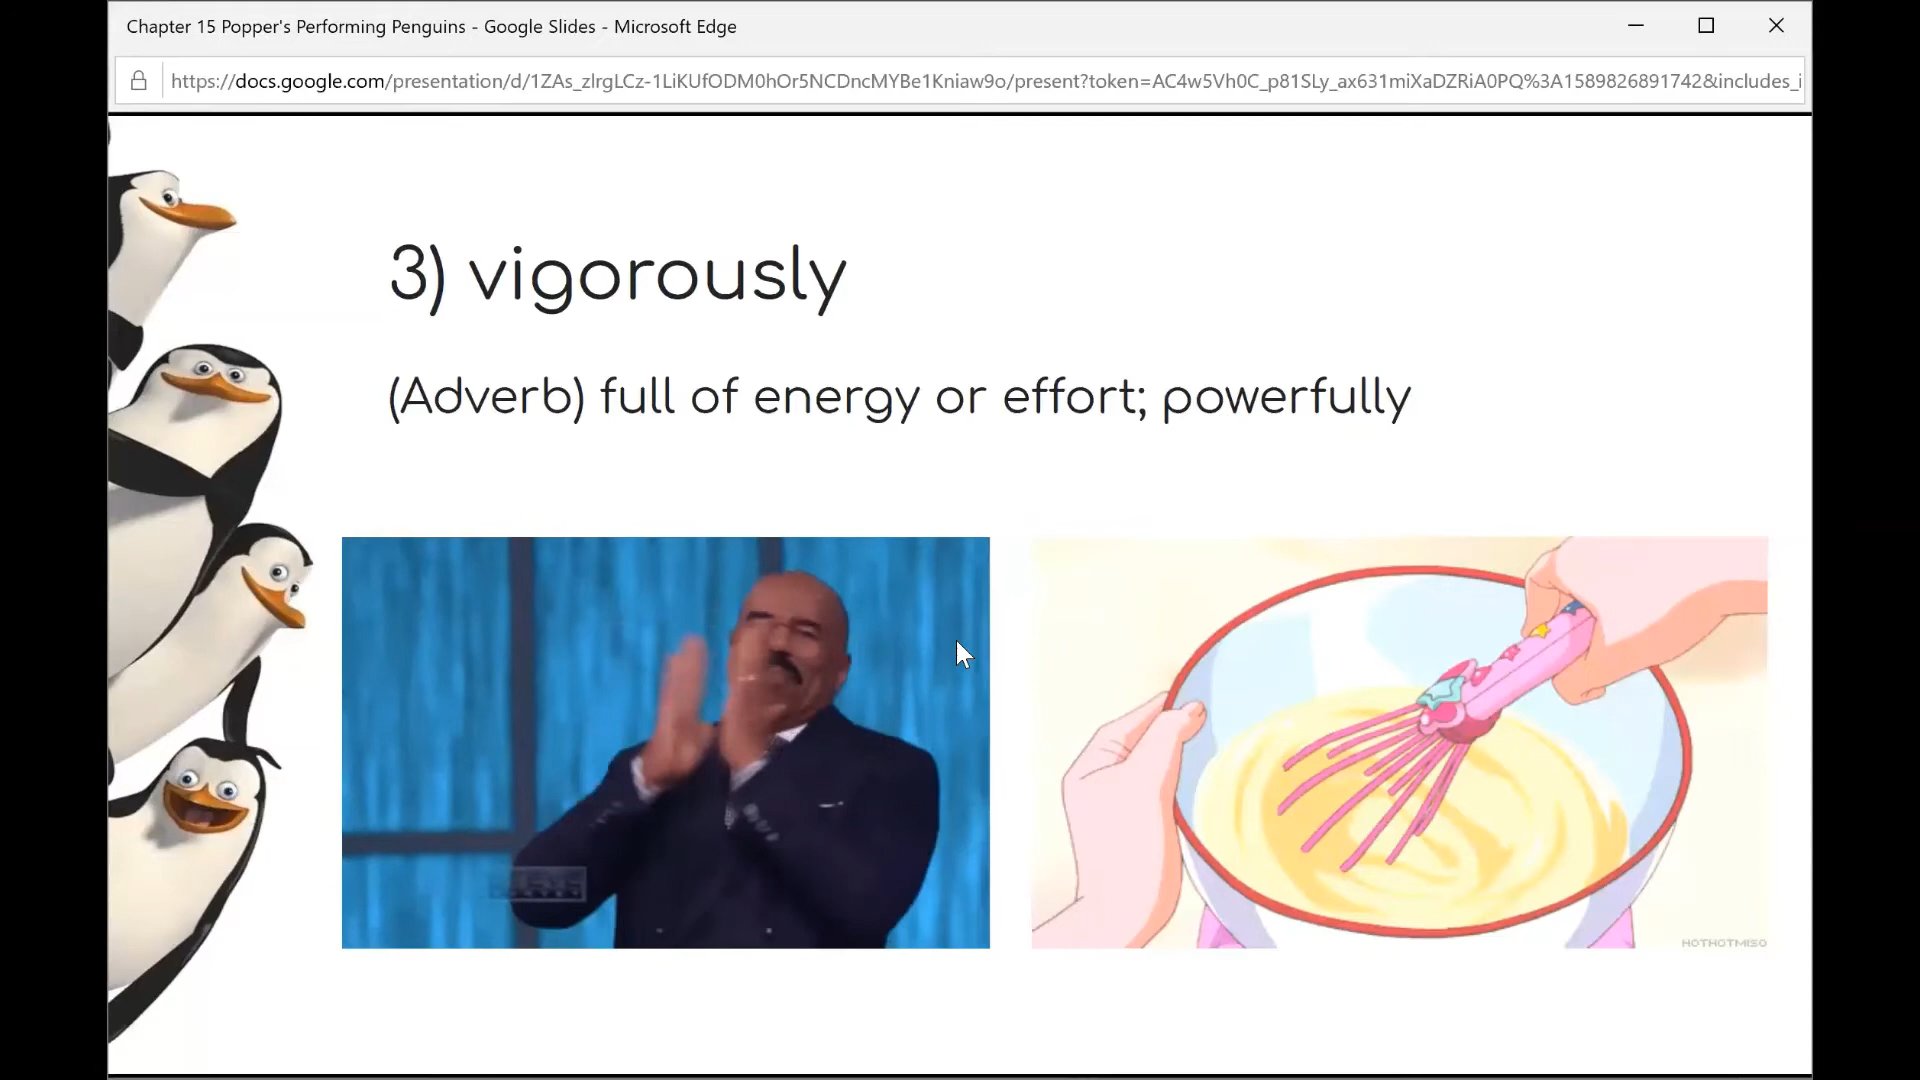 Chapter 15 Popper's Performing Penguins - Google Slides - Microsoft Edge
https://docs.google.com/presentation/d/1ZAs_zlrgLCz-1LiKUfODM0hOr5NCDncMYBe1Kniaw9o/present?token=AC4w5Vh0C_p81SLy_ax631miXaDZRiA0PQ%3A1589826891742&includes_i
3) vigorously
(Adverb) full of energy or effort; powerfully
HOTHOTMISO